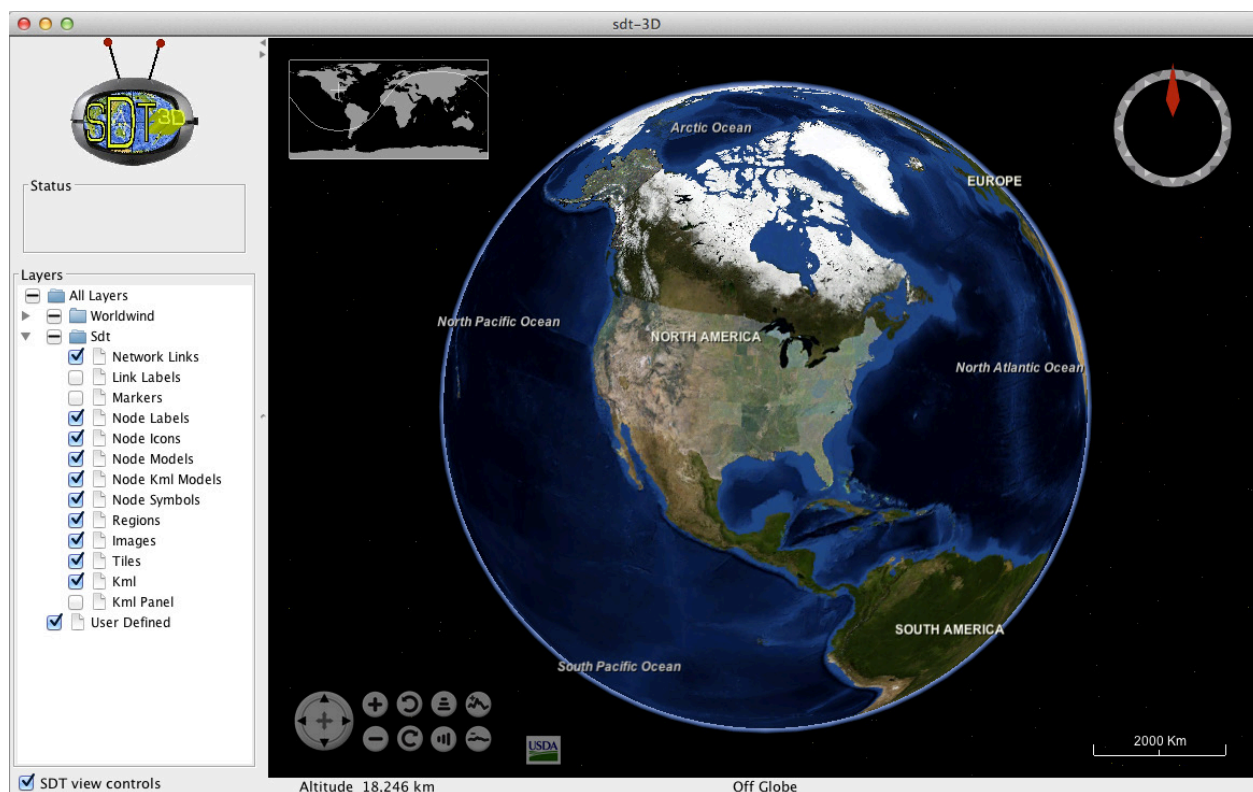 sdt-3D
SDT 3D
Status
Layers
All Layers
Worldwind
Sdt
Network Links
Link Labels
Markers
Node Labels
Node Icons
Node Models
Node Kml Models
Node Symbols
Regions
Images
Tiles
Kml
Kml Panel
User Defined
SDT view controls
Arctic Ocean
EUROPE
North Pacific Ocean
NORTH AMERICA
North Atlantic Ocean
SOUTH AMERICA
South Pacific Ocean
USDA
2000 Km
Altitude 18,246 km
Off Globe